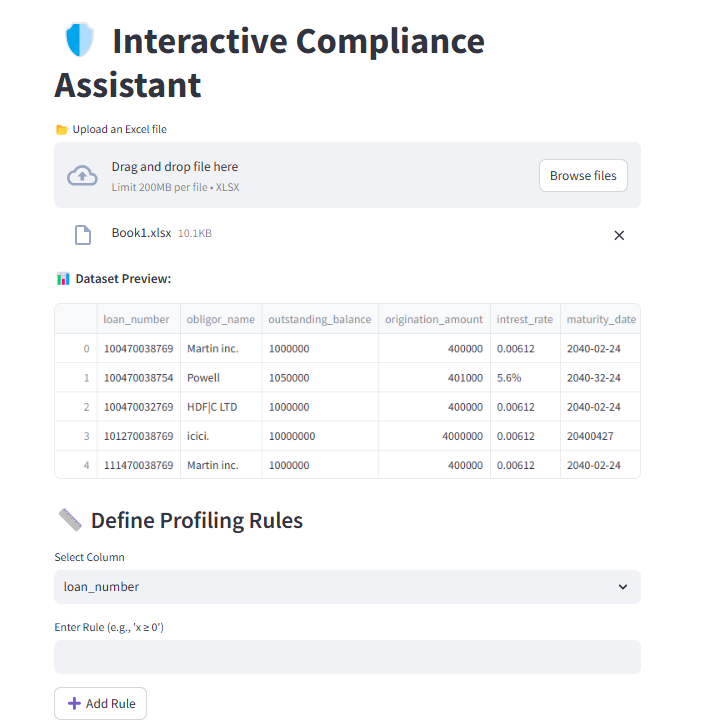 Interactive Compliance
Assistant
Upload an Excel file
Drag and drop file here
Limit 200MB per file • XLSX
Browse files
Book1.xlsx 10.1KB
Dataset Preview:
loan_number obligor_name outstanding_balance origination_amount intrest_rate maturity_date
0 100470038769 Martin inc. 1000000 400000 0.00612 2040-02-24
1 100470038754 Powell 1050000 401000 5.6% 2040-32-24
2 100470032769 HDF|C LTD 1000000 400000 0.00612 2040-02-24
3 101270038769 icici. 10000000 4000000 0.00612 20400427
4 111470038769 Martin inc. 1000000 400000 0.00612 2040-02-24
Define Profiling Rules
Select Column
loan_number
Enter Rule (e.g., 'x ≥ 0')
Add Rule